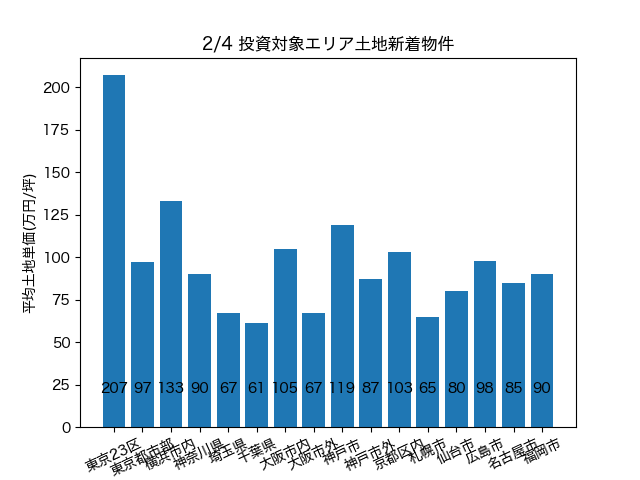 2/4 投資対象エリア土地新着物件
平均土地単価(万円/坪)
200
175
150
125
100
75
50
25
0
207 97 133 90 67 61 105 67 119 87 103 65 80 98 85 90
東京23区
東京都市部
横浜市内
神奈川県
埼玉県
千葉県
大阪市内
大阪市外
神戸市
神戸市外
京都区内
札幌市
仙台市
広島市
名古屋市
福岡市